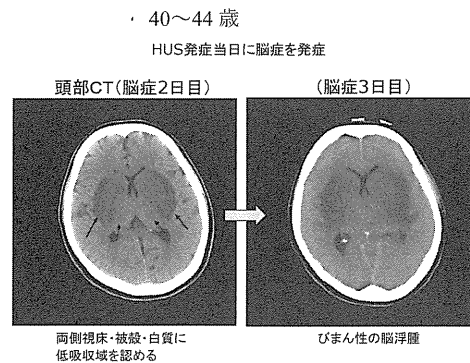 40〜44歳
HUS発症当日に脳症を発症
頭部CT(脳症2日目)
(脳症3日目)
両側視床・被殻・白質に
低吸収域を認める
びまん性の脳浮腫